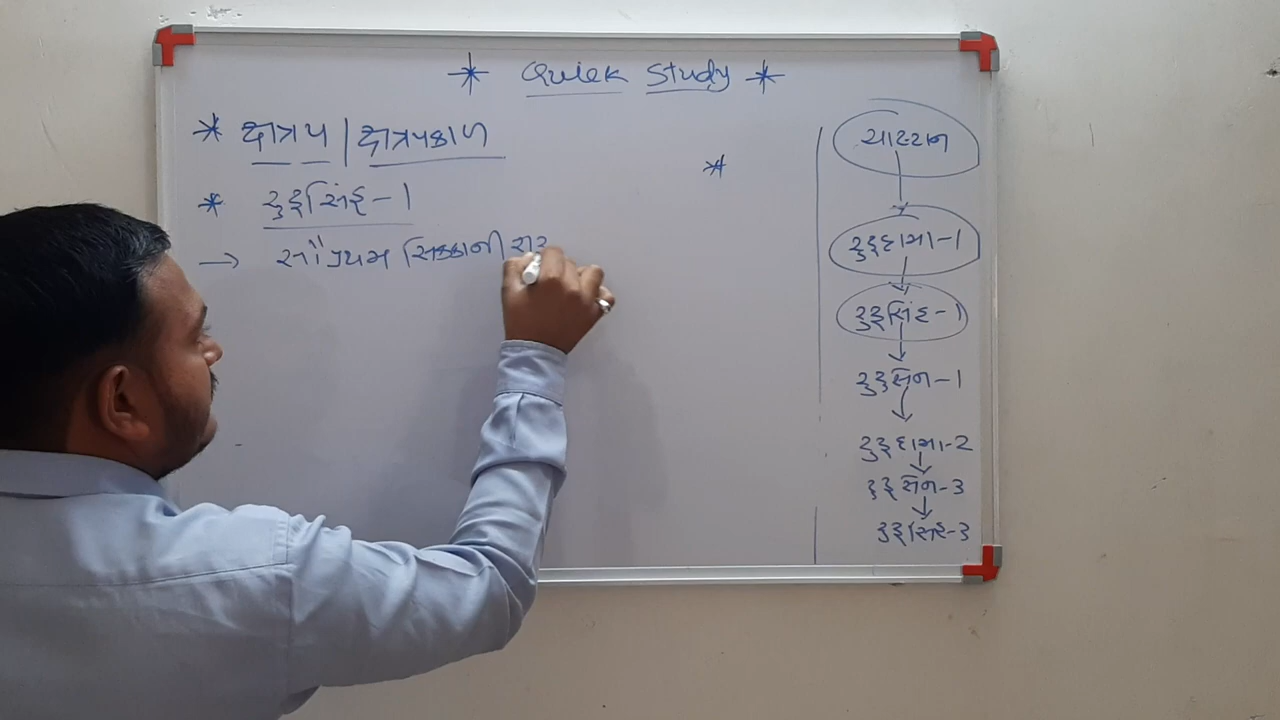 * Quick Study *
* ક્ષત્રપ | ક્ષત્રપકાળ
* રુદ્રસિંહ-1
→ સૌ પ્રથમ સિક્કાની
*
ચાષ્ટન
રુદ્રદામા-1
રુદ્રસિંહ-1
રુદ્રસેન-1
રુદ્રદામા-2
રુદ્રસેન-3
રુદ્રસિંહ-3